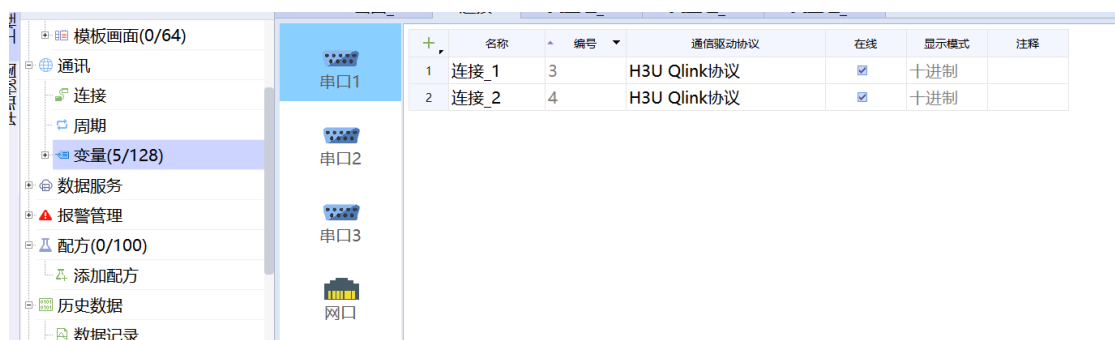 模板画面(0/64)
通讯
连接
周期
变量(5/128)
数据服务
报警管理
配方(0/100)
添加配方
历史数据
数据记录
串口1
串口2
串口3
网口
名称 编号 通信驱动协议 在线 显示模式 注释
1 连接_1 3 H3U Qlink协议 十进制
2 连接_2 4 H3U Qlink协议 十进制